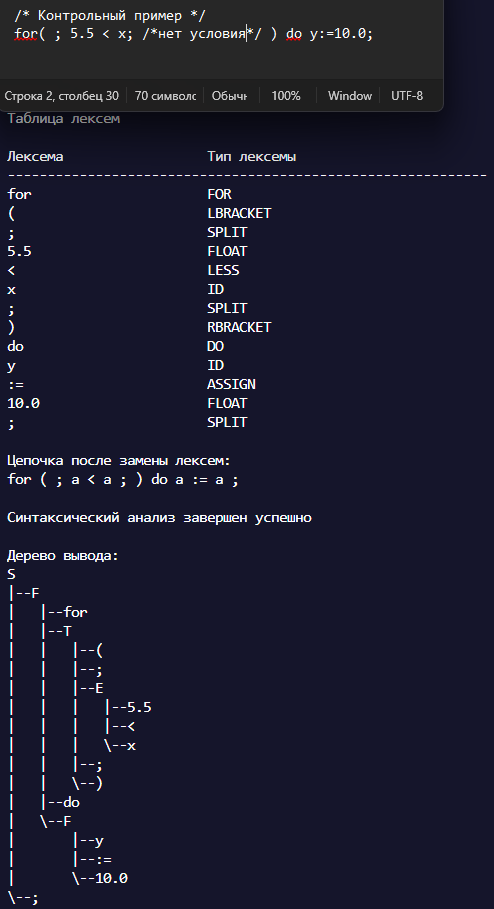 /* Контрольный пример */
for( ; 5.5 < x; /*нет условия*/ ) do y:=10.0;
Строка 2, столбец 30 70 символс Обычн 100% Window UTF-8
Таблица лексем
Лексема Тип лексемы
------------------------------------------------------------
for FOR
( LBRACKET
; SPLIT
5.5 FLOAT
< LESS
x ID
; SPLIT
) RBRACKET
do DO
y ID
:= ASSIGN
10.0 FLOAT
; SPLIT
Цепочка после замены лексем:
for ( ; a < a ; ) do a := a ;
Синтаксический анализ завершен успешно
Дерево вывода:
S
|--F
|   |--for
|   |--T
|   |   |--(
|   |   |--;
|   |   |--E
|   |   |   |--5.5
|   |   |   |--<
|   |   |   \--x
|   |   |--;
|   |   \--)
|   |--do
|   \--F
|       |--y
|       |--:=
|       \--10.0
\--;